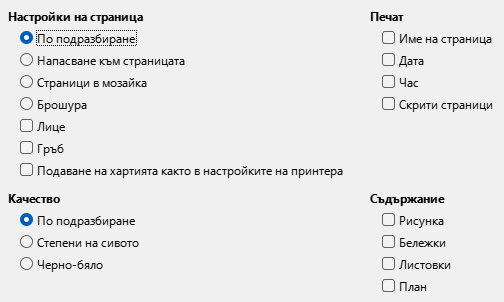 Настройки на страница
По подразбиране
Напасване към страницата
Страници в мозайка
Брошура
Лице
Гръб
Подаване на хартията както в настройките на принтера
Печат
Име на страница
Дата
Час
Скрити страници
Качество
По подразбиране
Степени на сивото
Черно-бяло
Съдържание
Рисунка
Бележки
Листовки
План